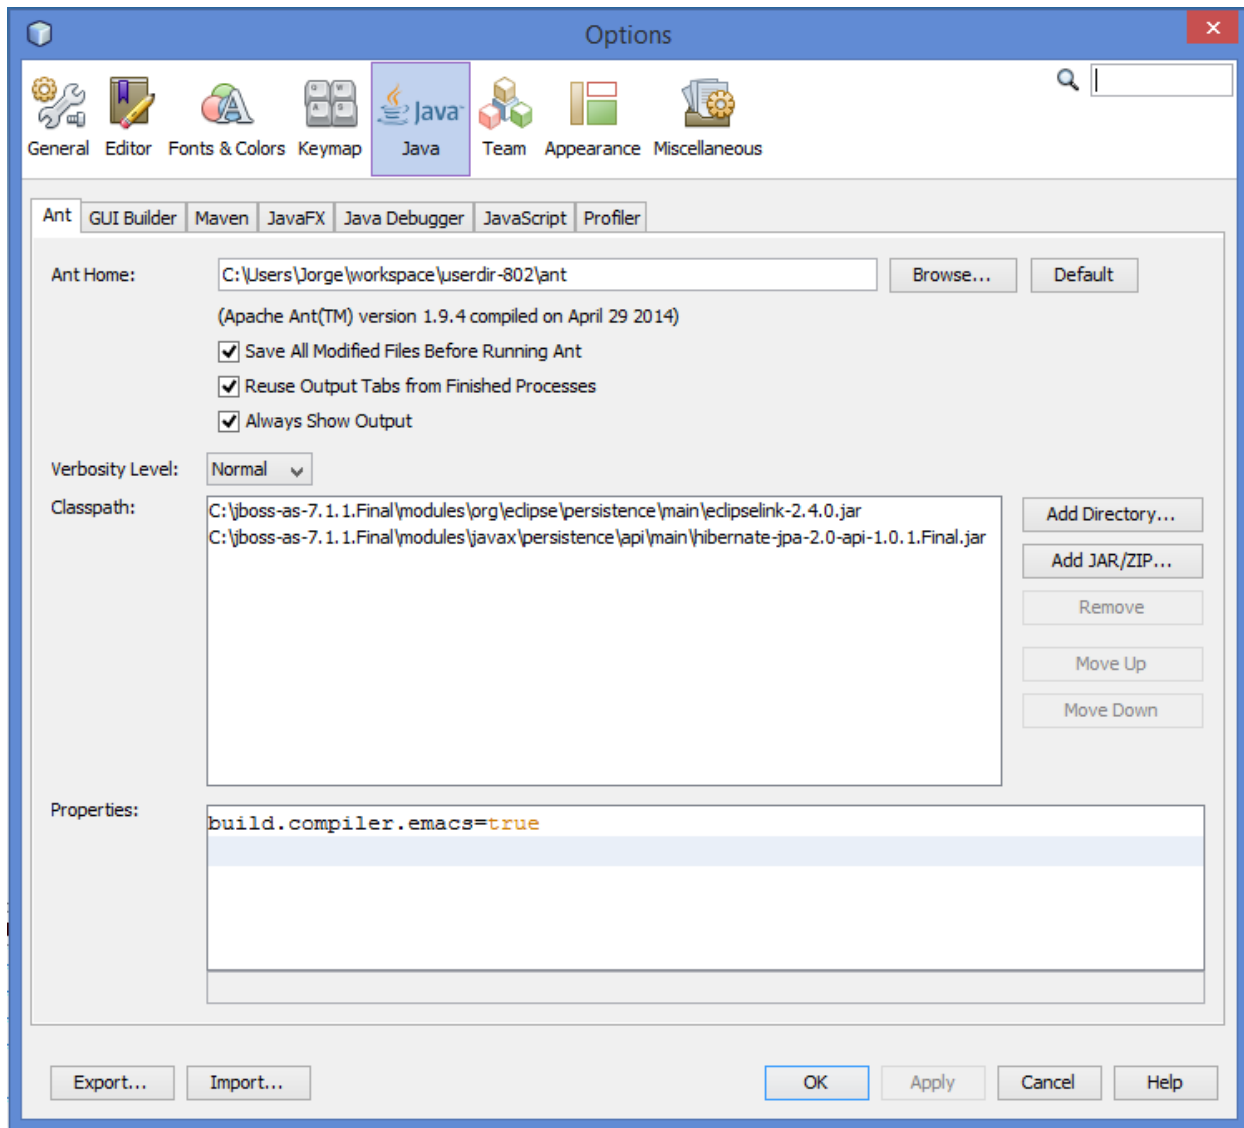 Options
General Editor Fonts & Colors Keymap Java Team Appearance Miscellaneous
Java
Ant GUI Builder Maven JavaFX Java Debugger JavaScript Profiler
Ant Home: C:\Users\Jorge\workspace\userdir-802\ant Browse... Default
(Apache Ant(TM) version 1.9.4 compiled on April 29 2014)
Save All Modified Files Before Running Ant
Reuse Output Tabs from Finished Processes
Always Show Output
Verbosity Level: Normal
Classpath: C:\jboss-as-7.1.1.Final\modules\org\eclipse\persistence\main\eclipselink-2.4.0.jar
C:\jboss-as-7.1.1.Final\modules\javax\persistence\api\main\hibernate-jpa-2.0-api-1.0.1.Final.jar
Add Directory...
Add JAR/ZIP...
Remove
Move Up
Move Down
Properties: build.compiler.emacs=true
Export... Import... OK Apply Cancel Help